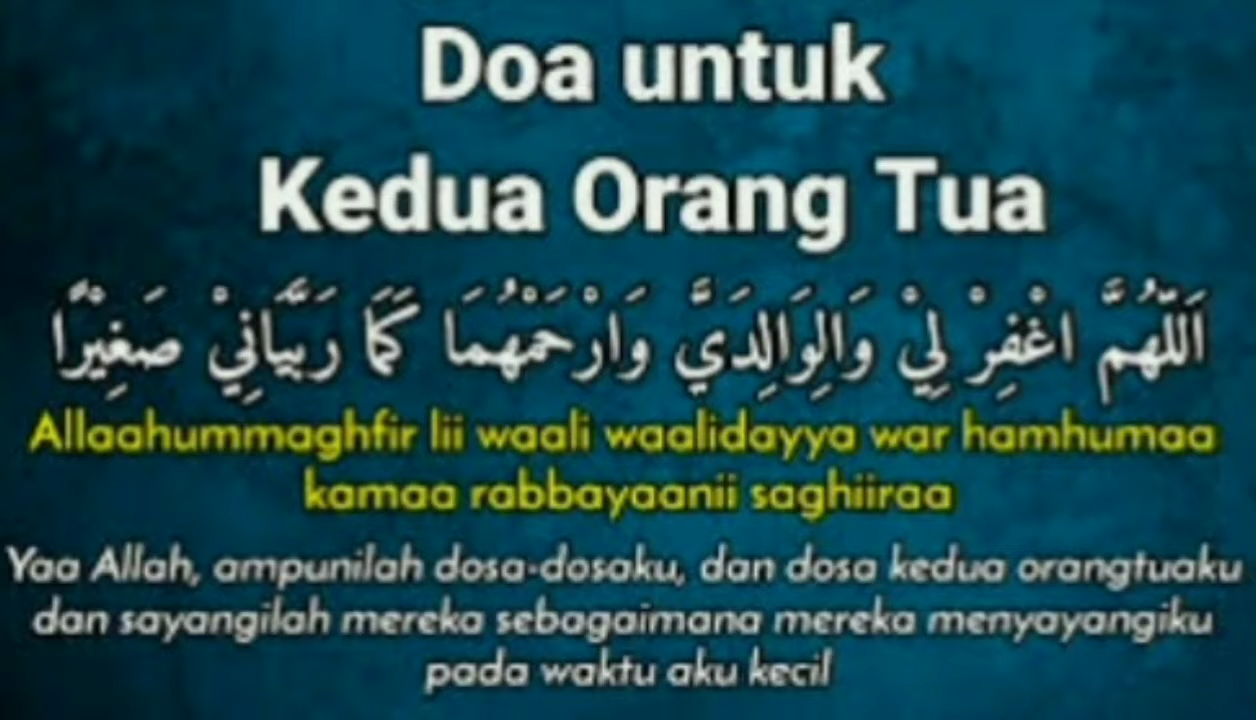 Doa untuk
Kedua Orang Tua
اَللّٰهُمَّ اغْفِرْ لِيْ وَالِوَالِدَيَّ وَارْحَمْهُمَا كَمَا رَبَّيَانِيْ صَغِيْرًا
Allaahummaghfir lii waali waalidayya war hamhumaa
kamaa rabbayaanii saghiiraa
Yaa Allah, ampunilah dosa-dosaku, dan dosa kedua orangtuaku
dan sayangilah mereka sebagaimana mereka menyayangiku
pada waktu aku kecil